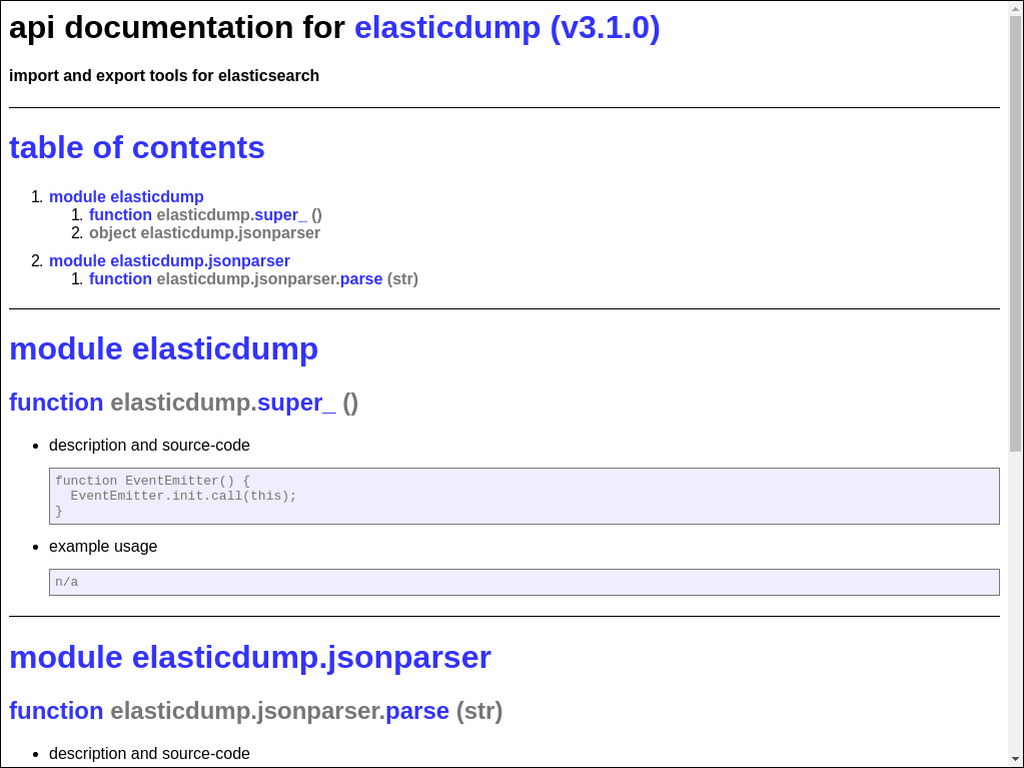 api documentation for elasticdump (v3.1.0)
import and export tools for elasticsearch
table of contents
1. module elasticdump
1. function elasticdump.super_ ()
2. object elasticdump.jsonparser
2. module elasticdump.jsonparser
1. function elasticdump.jsonparser.parse (str)
module elasticdump
function elasticdump.super_ ()
• description and source-code
function EventEmitter() {
  EventEmitter.init.call(this);
}
• example usage
n/a
module elasticdump.jsonparser
function elasticdump.jsonparser.parse (str)
• description and source-code